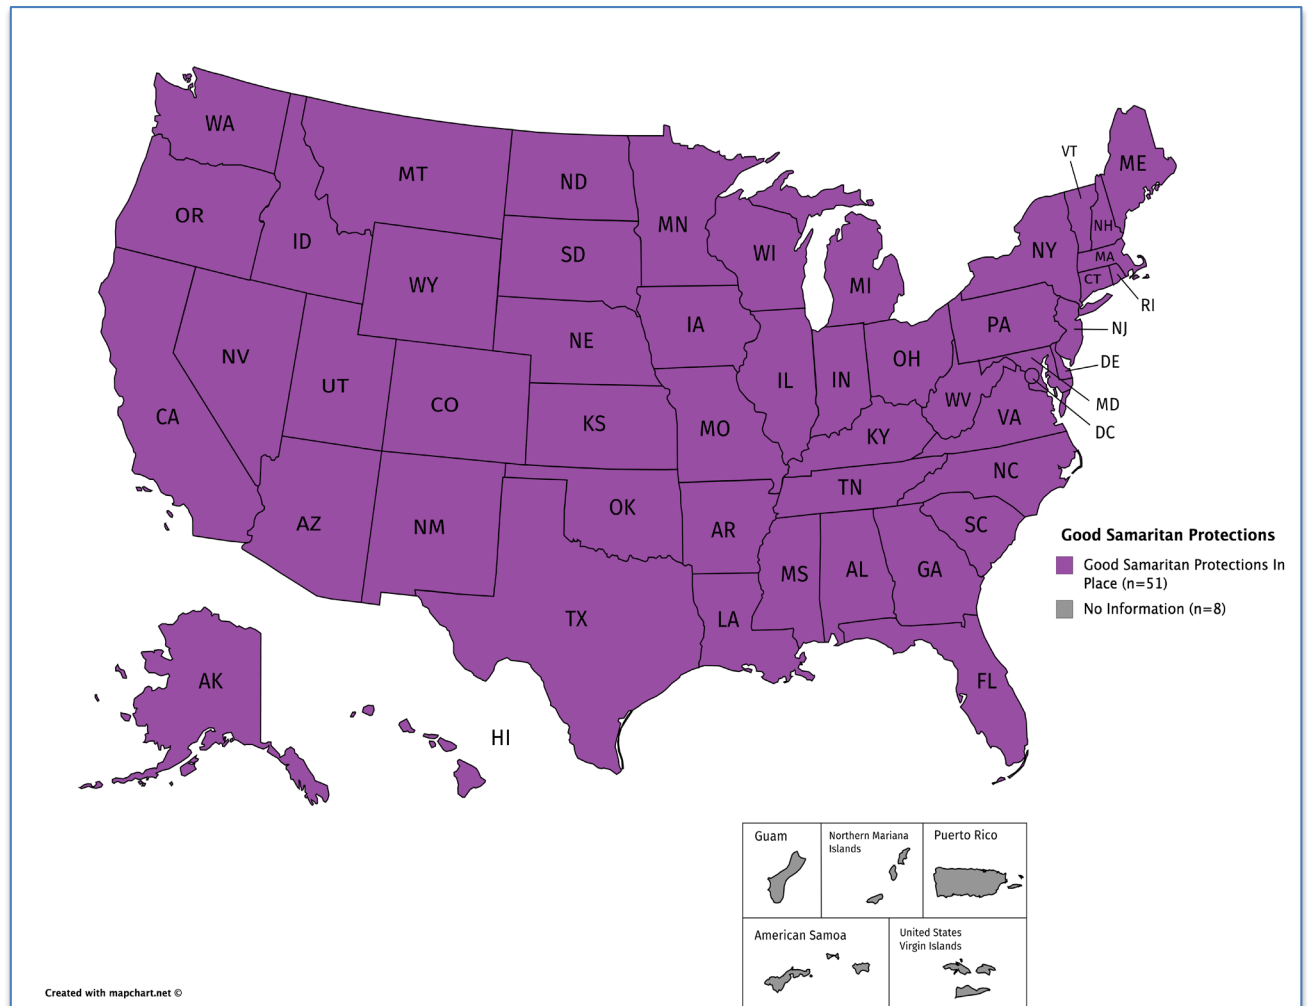 WA
VT
ME
MT
ND
OR
MN
NH
ID
SD
WI
NY
MA
WY
MI
CT
RI
IA
PA
NJ
NE
NV
OH
DE
UT
IL
IN
CO
WV
MD
CA
KS
MO
VA
DC
KY
NC
TN
OK
AZ
NM
AR
SC
MS
AL
GA
TX
LA
AK
FL
HI
Good Samaritan Protections
Good Samaritan Protections In
Place (n=51)
No Information (n=8)
Guam
Northern Mariana
Islands
Puerto Rico
American Samoa
United States
Virgin Islands
Created with mapchart.net ©